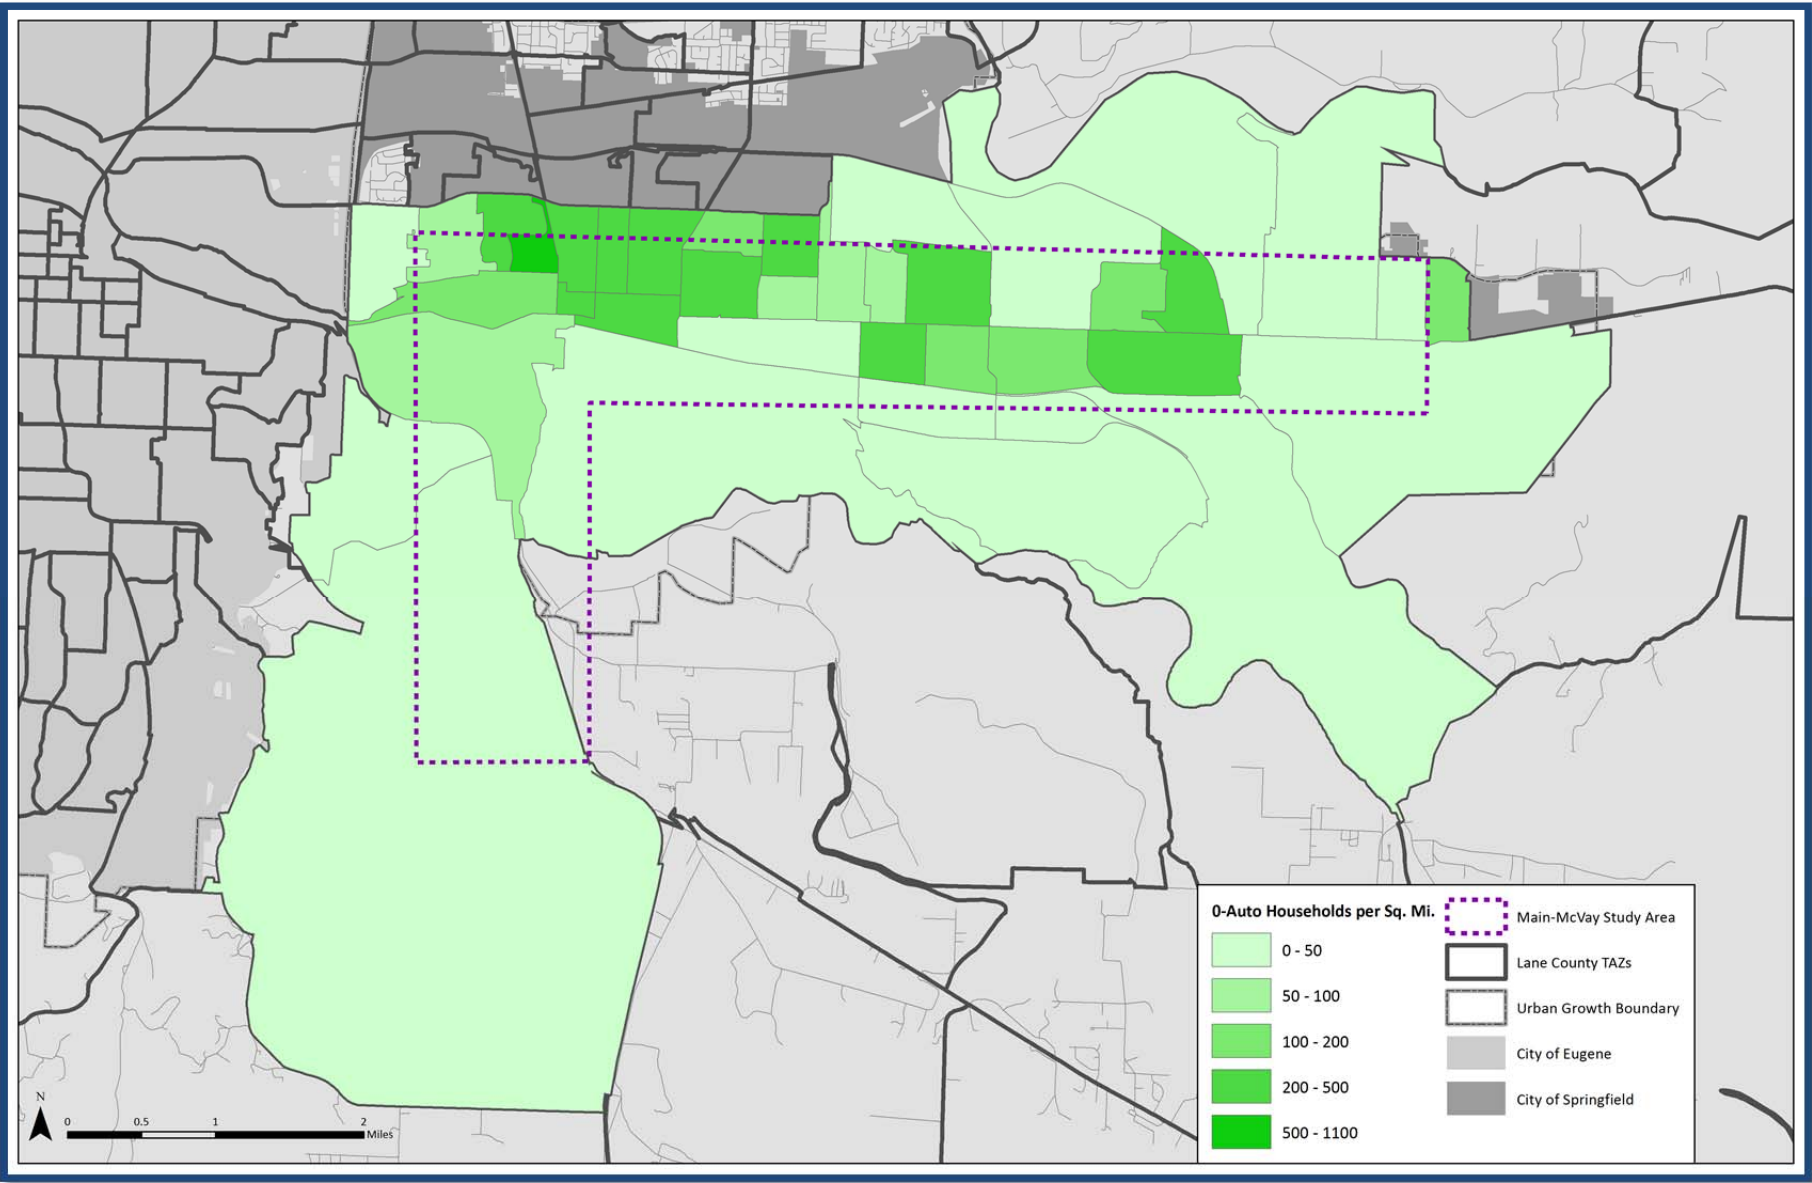 0-Auto Households per Sq. Mi.
0 - 50
50 - 100
100 - 200
200 - 500
500 - 1100
Main-McVay Study Area
Lane County TAZs
Urban Growth Boundary
City of Eugene
City of Springfield
N
0 0.5 1 2
Miles